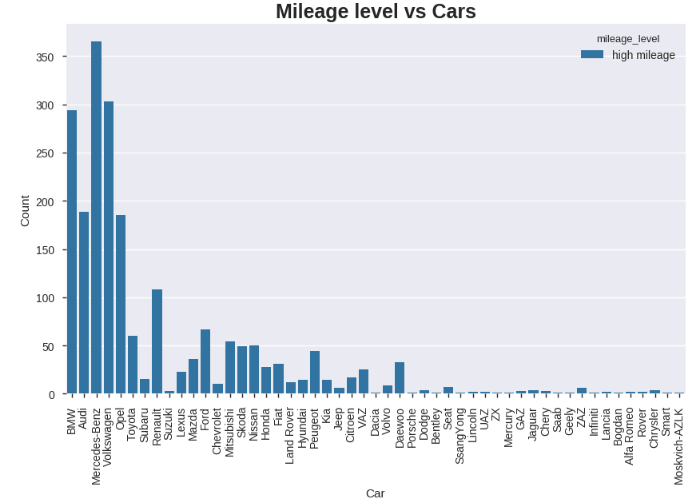 Mileage level vs Cars
mileage_level
high mileage
Count
350
300
250
200
150
100
50
0
BMW
Audi
Mercedes-Benz
Volkswagen
Opel
Toyota
Subaru
Renault
Suzuki
Lexus
Mazda
Ford
Chevrolet
Mitsubishi
Skoda
Nissan
Honda
Fiat
Land Rover
Hyundai
Peugeot
Kia
Jeep
Citroen
VAZ
Dacia
Volvo
Daewoo
Porsche
Dodge
Bentley
Seat
SsangYong
Lincoln
UAZ
ZX
Mercury
GAZ
Jaguar
Chery
Saab
Geely
ZAZ
Infiniti
Lancia
Bogdan
Alfa Romeo
Rover
Chrysler
Smart
Moskvich-AZLK
Car